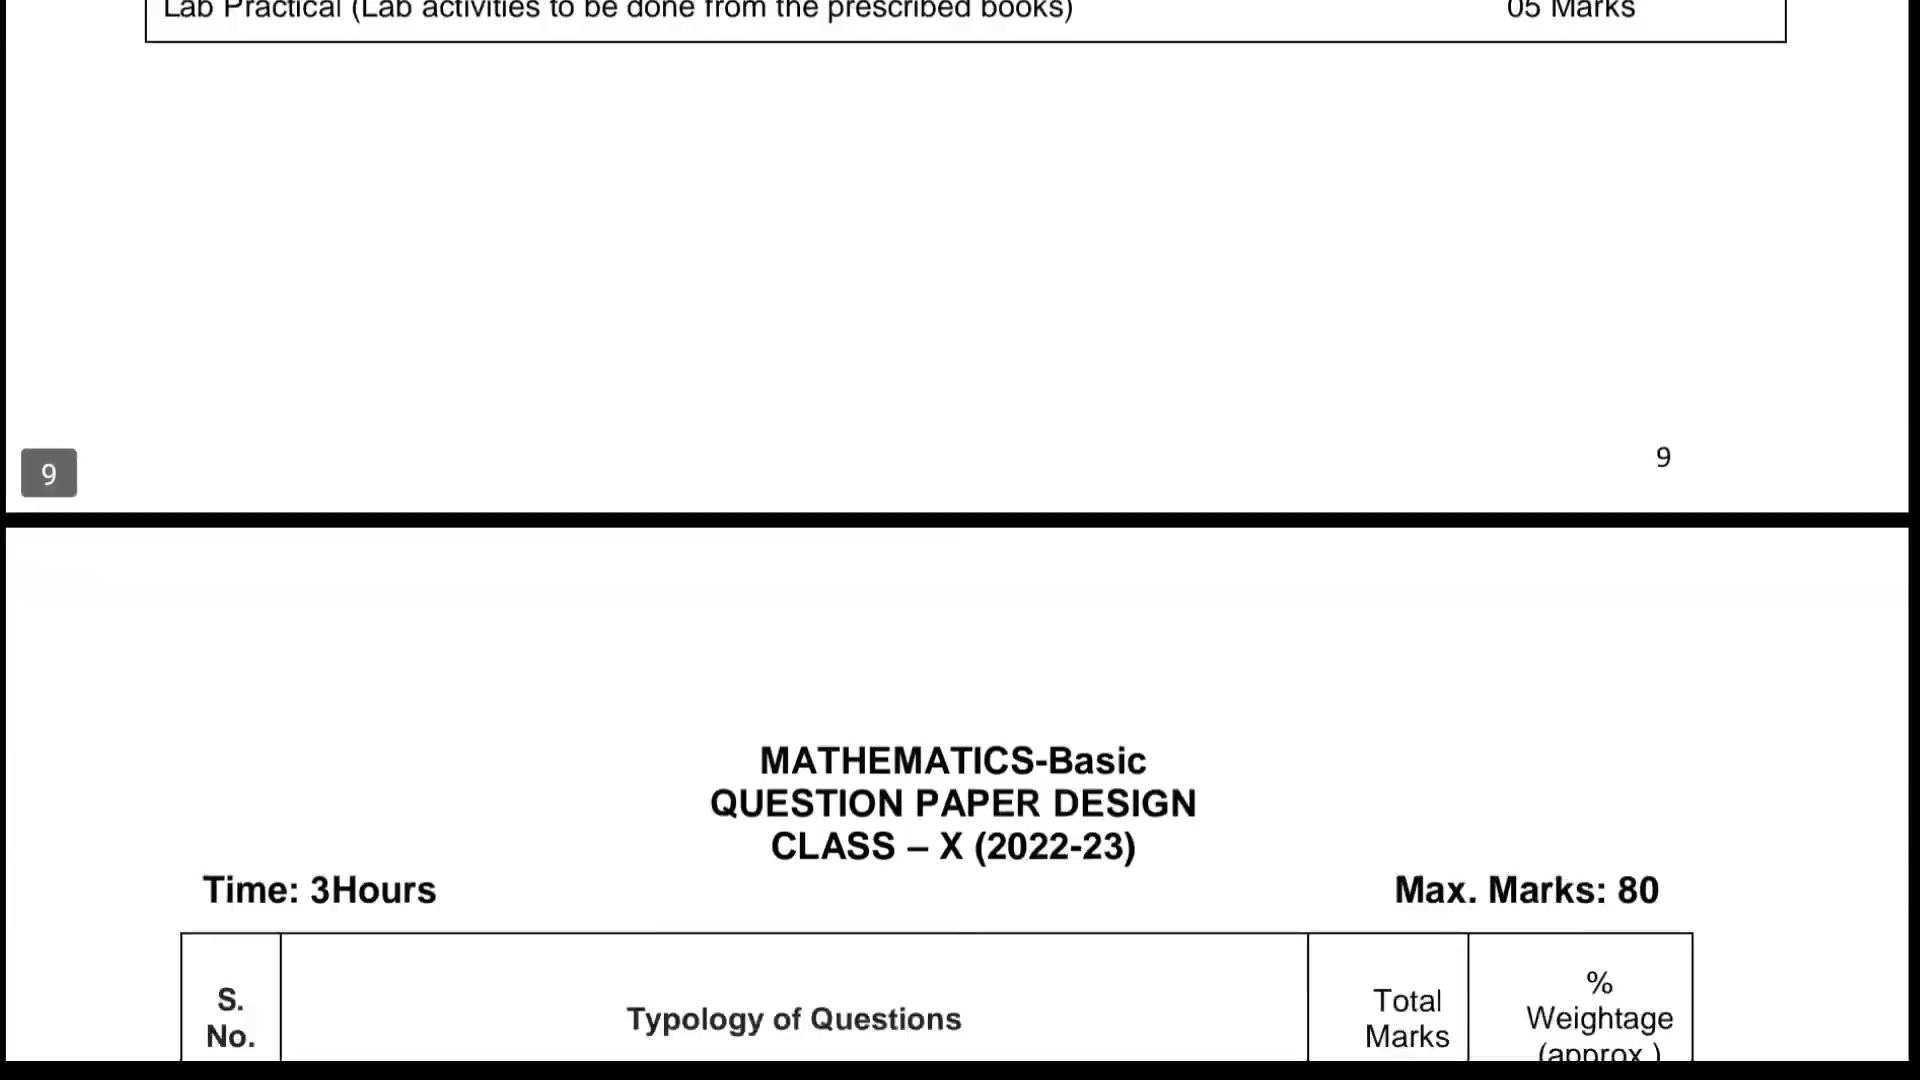 Lab Practical (Lab activities to be done from the prescribed books) 05 Marks
9
9
MATHEMATICS-Basic
QUESTION PAPER DESIGN
CLASS – X (2022-23)
Time: 3Hours Max. Marks: 80
S. No. Typology of Questions Total Marks % Weightage (approx.)